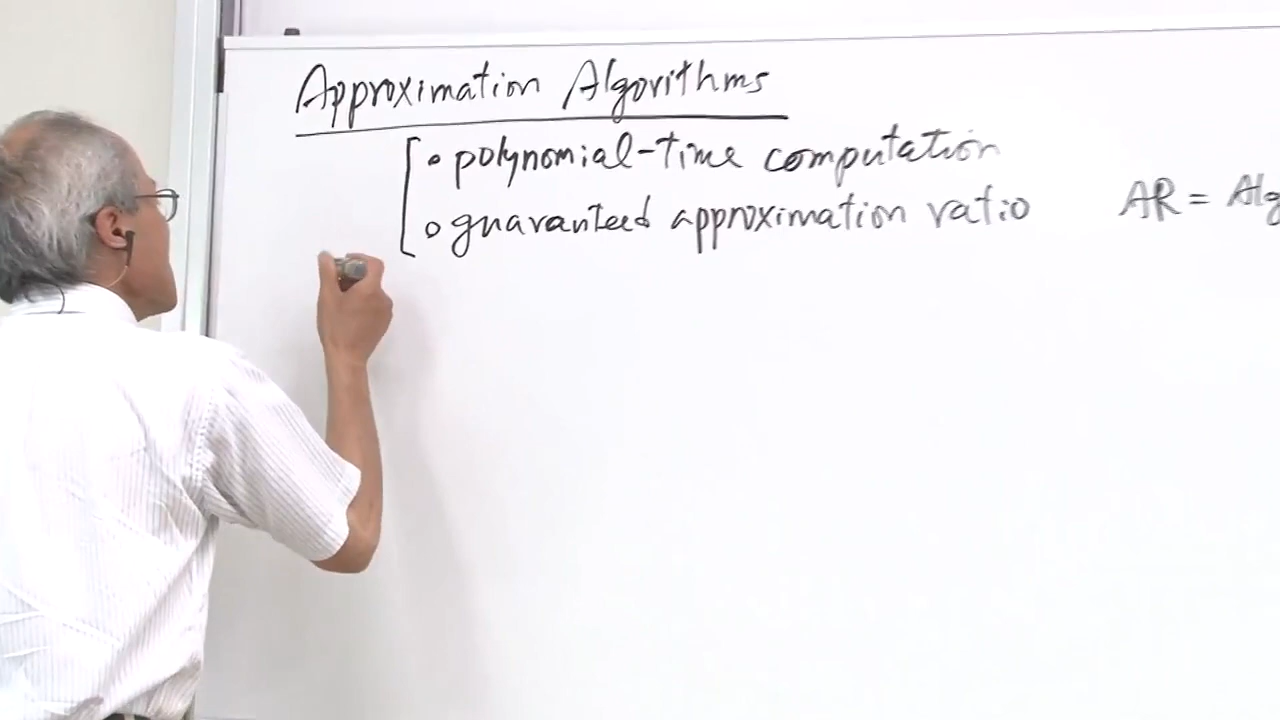 Approximation Algorithms
• polynomial-time computation
o guaranteed approximation ratio AR = Alg